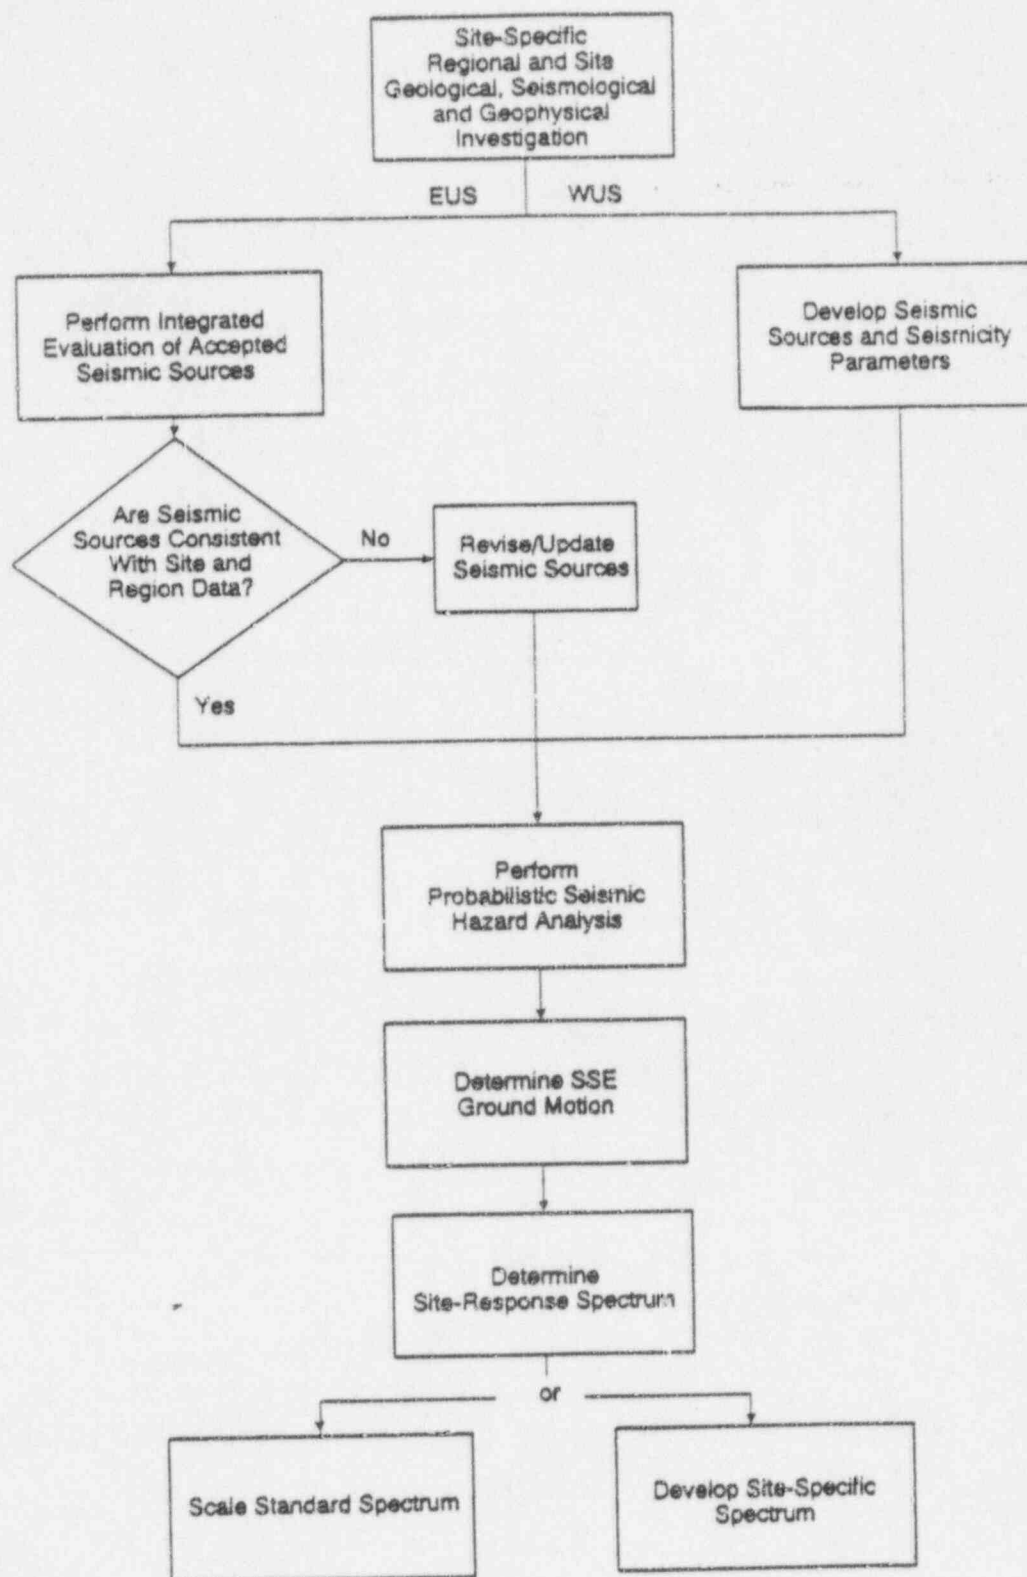 Site-Specific
Regional and Site
Geological, Seismological
and Geophysical
Investigation
EUS
WUS
Perform Integrated
Evaluation of Accepted
Seismic Sources
Develop Seismic
Sources and Seismicity
Parameters
Are Seismic
Sources Consistent
With Site and
Region Data?
No
Revise/Update
Seismic Sources
Yes
Perform
Probabilistic Seismic
Hazard Analysis
Determine SSE
Ground Motion
Determine
Site-Response Spectrum
or
Scale Standard Spectrum
Develop Site-Specific
Spectrum